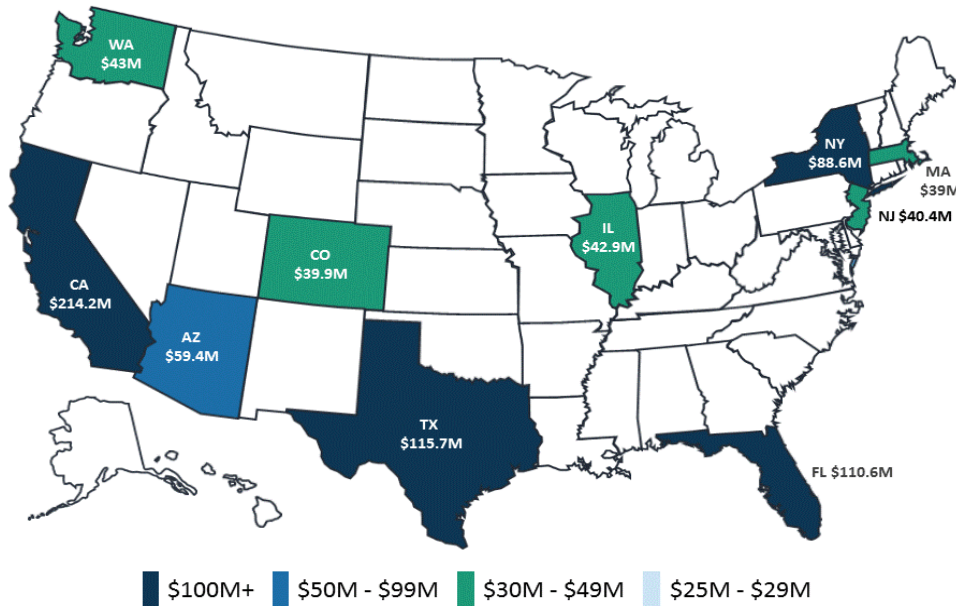 WA
$43M
NY
$88.6M
MA
$39M
NJ $40.4M
IL
$42.9M
CO
$39.9M
CA
$214.2M
AZ
$59.4M
TX
$115.7M
FL $110.6M
$100M+
$50M - $99M
$30M - $49M
$25M - $29M